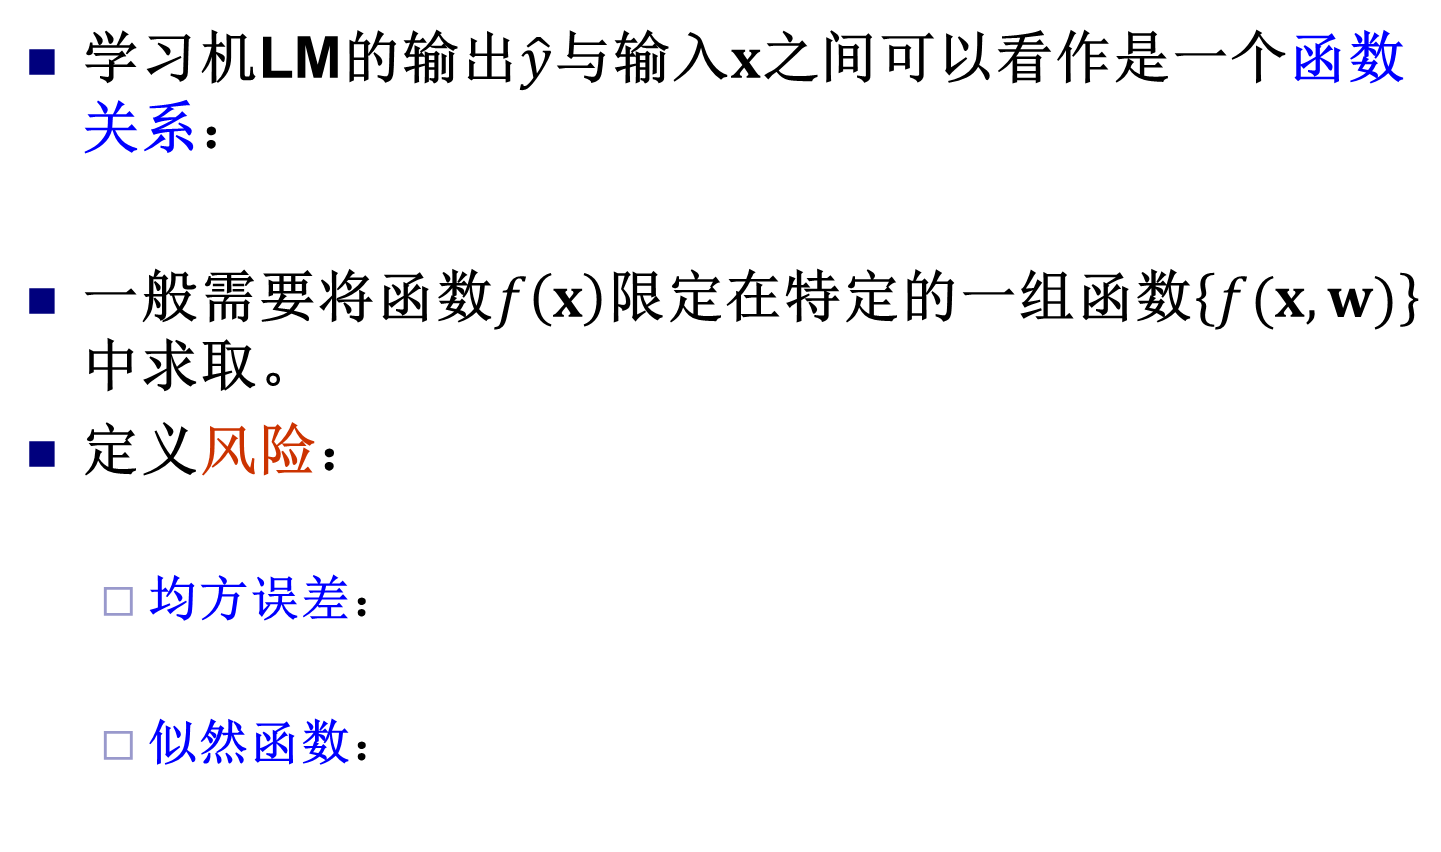 学习机LM的输出ŷ与输入x之间可以看作是一个函数
关系：
一般需要将函数f(x)限定在特定的一组函数{f(x,w)}
中求取。
定义风险：
均方误差：
似然函数：